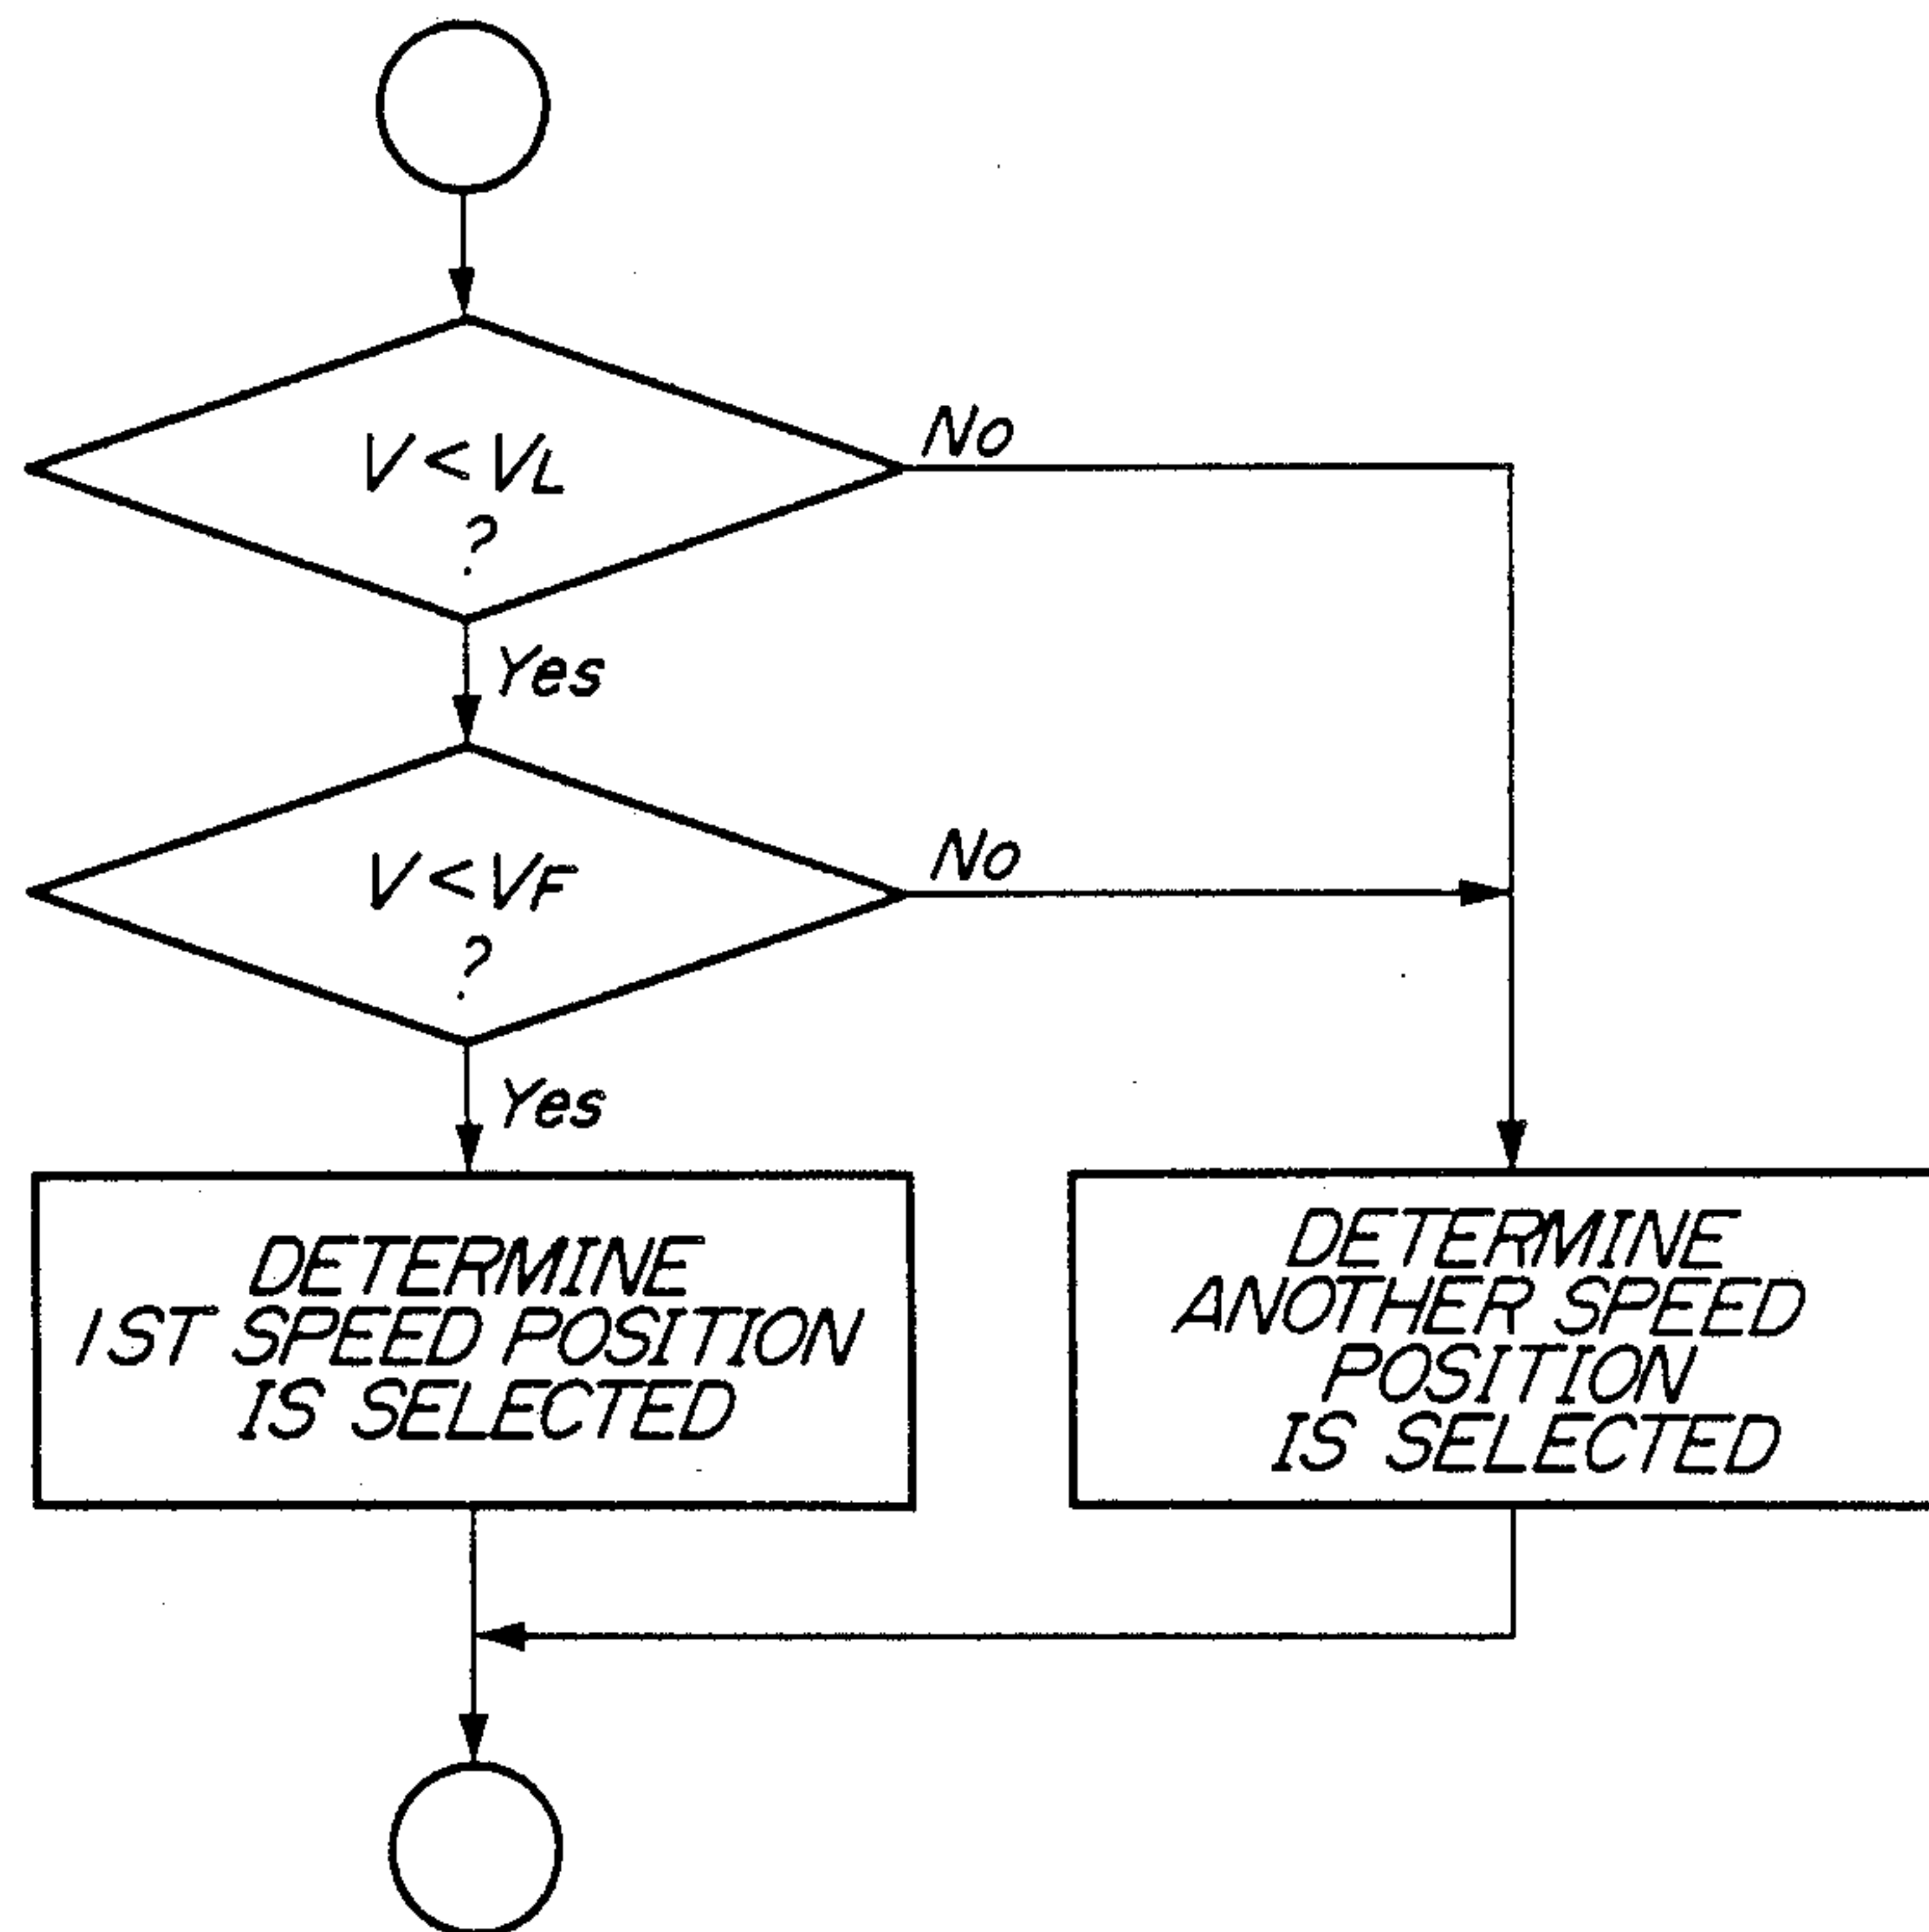 V < VL
?
No
Yes
V < VF
?
No
Yes
DETERMINE
1ST SPEED POSITION
IS SELECTED
DETERMINE
ANOTHER SPEED
POSITION
IS SELECTED